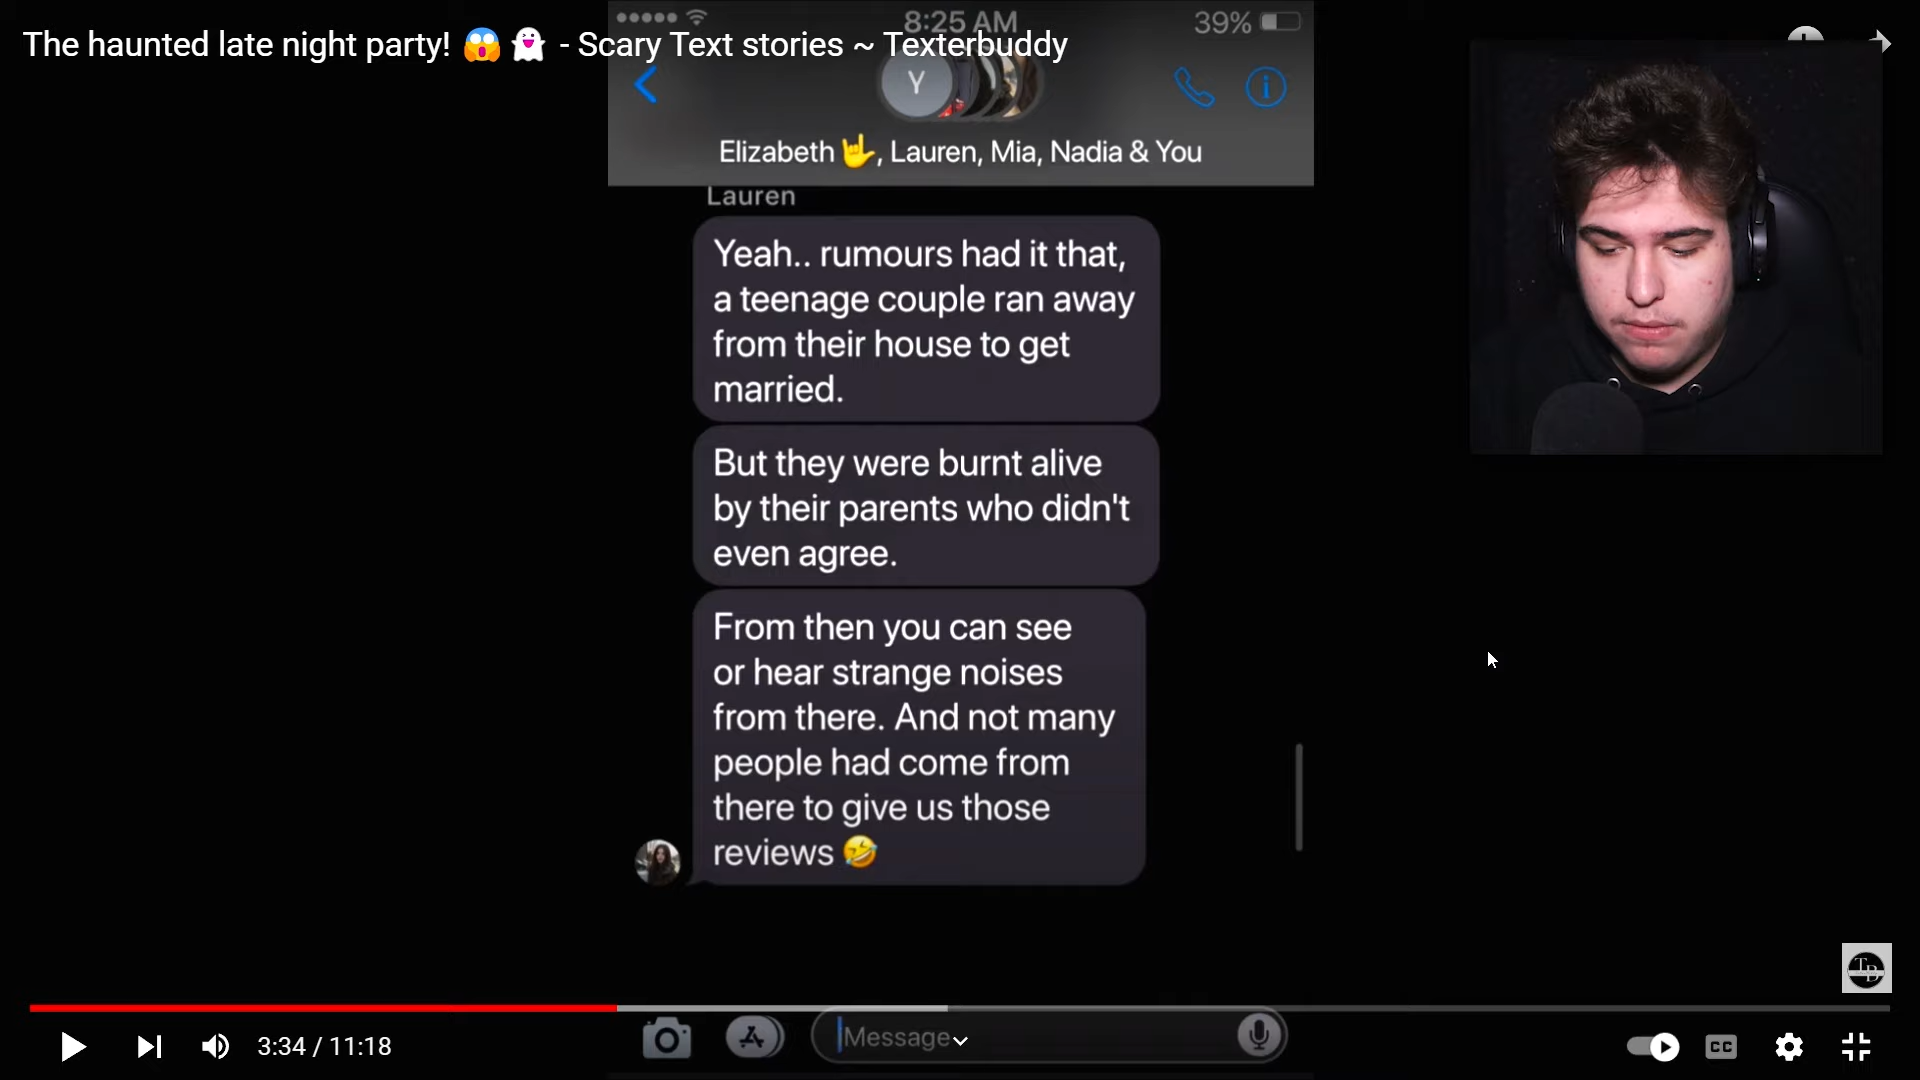 8:25 AM
39%
The haunted late night party! 😱👻 - Scary Text stories ~ Texterbuddy
Y
Elizabeth 🤟, Lauren, Mia, Nadia & You
Lauren
Yeah.. rumours had it that,
a teenage couple ran away
from their house to get
married.
But they were burnt alive
by their parents who didn't
even agree.
From then you can see
or hear strange noises
from there. And not many
people had come from
there to give us those
reviews 🤣
TB
3:34 / 11:18
Message
CC